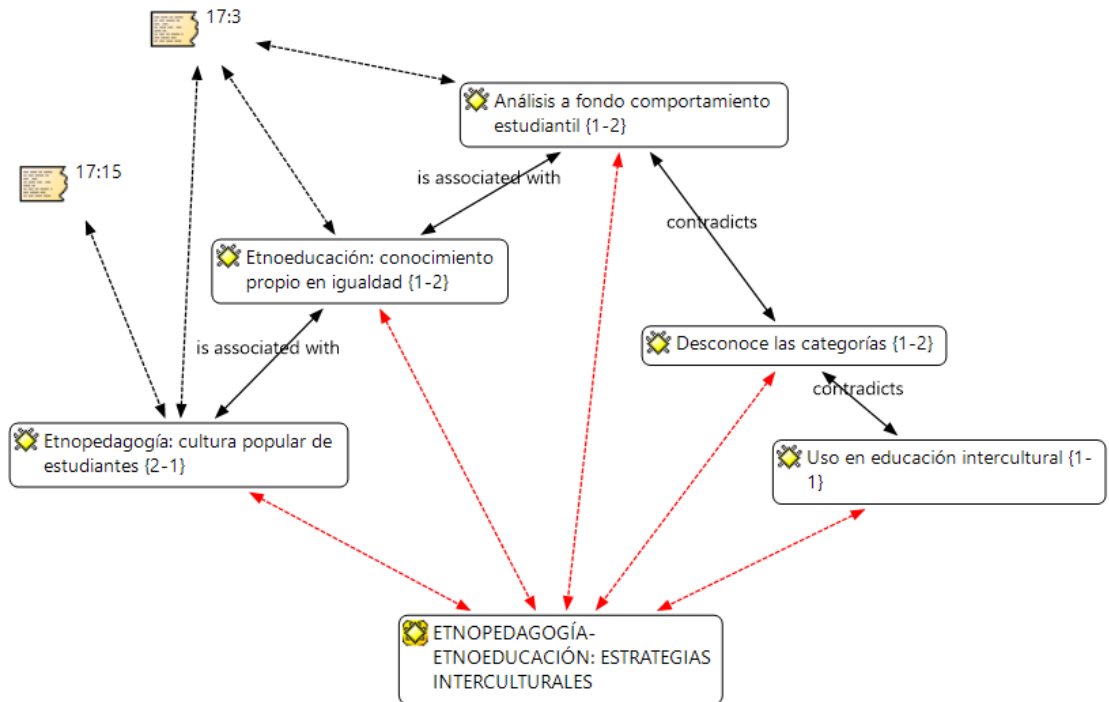 17:3
Análisis a fondo comportamiento
estudiantil {1-2}
17:15
is associated with
contradicts
Etnoeducación: conocimiento
propio en igualdad {1-2}
Desconoce las categorías {1-2}
is associated with
contradicts
Etnopedagogía: cultura popular de
estudiantes {2-1}
Uso en educación intercultural {1-
1}
ETNOPEDAGOGÍA-
ETNOEDUCACIÓN: ESTRATEGIAS
INTERCULTURALES